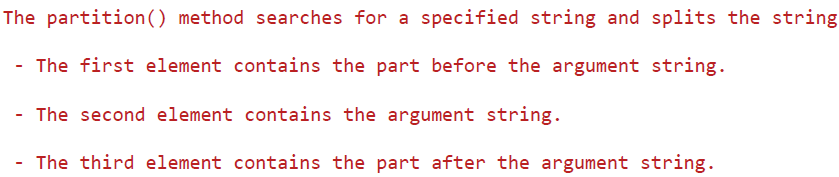 The partition() method searches for a specified string and splits the string
- The first element contains the part before the argument string.
- The second element contains the argument string.
- The third element contains the part after the argument string.